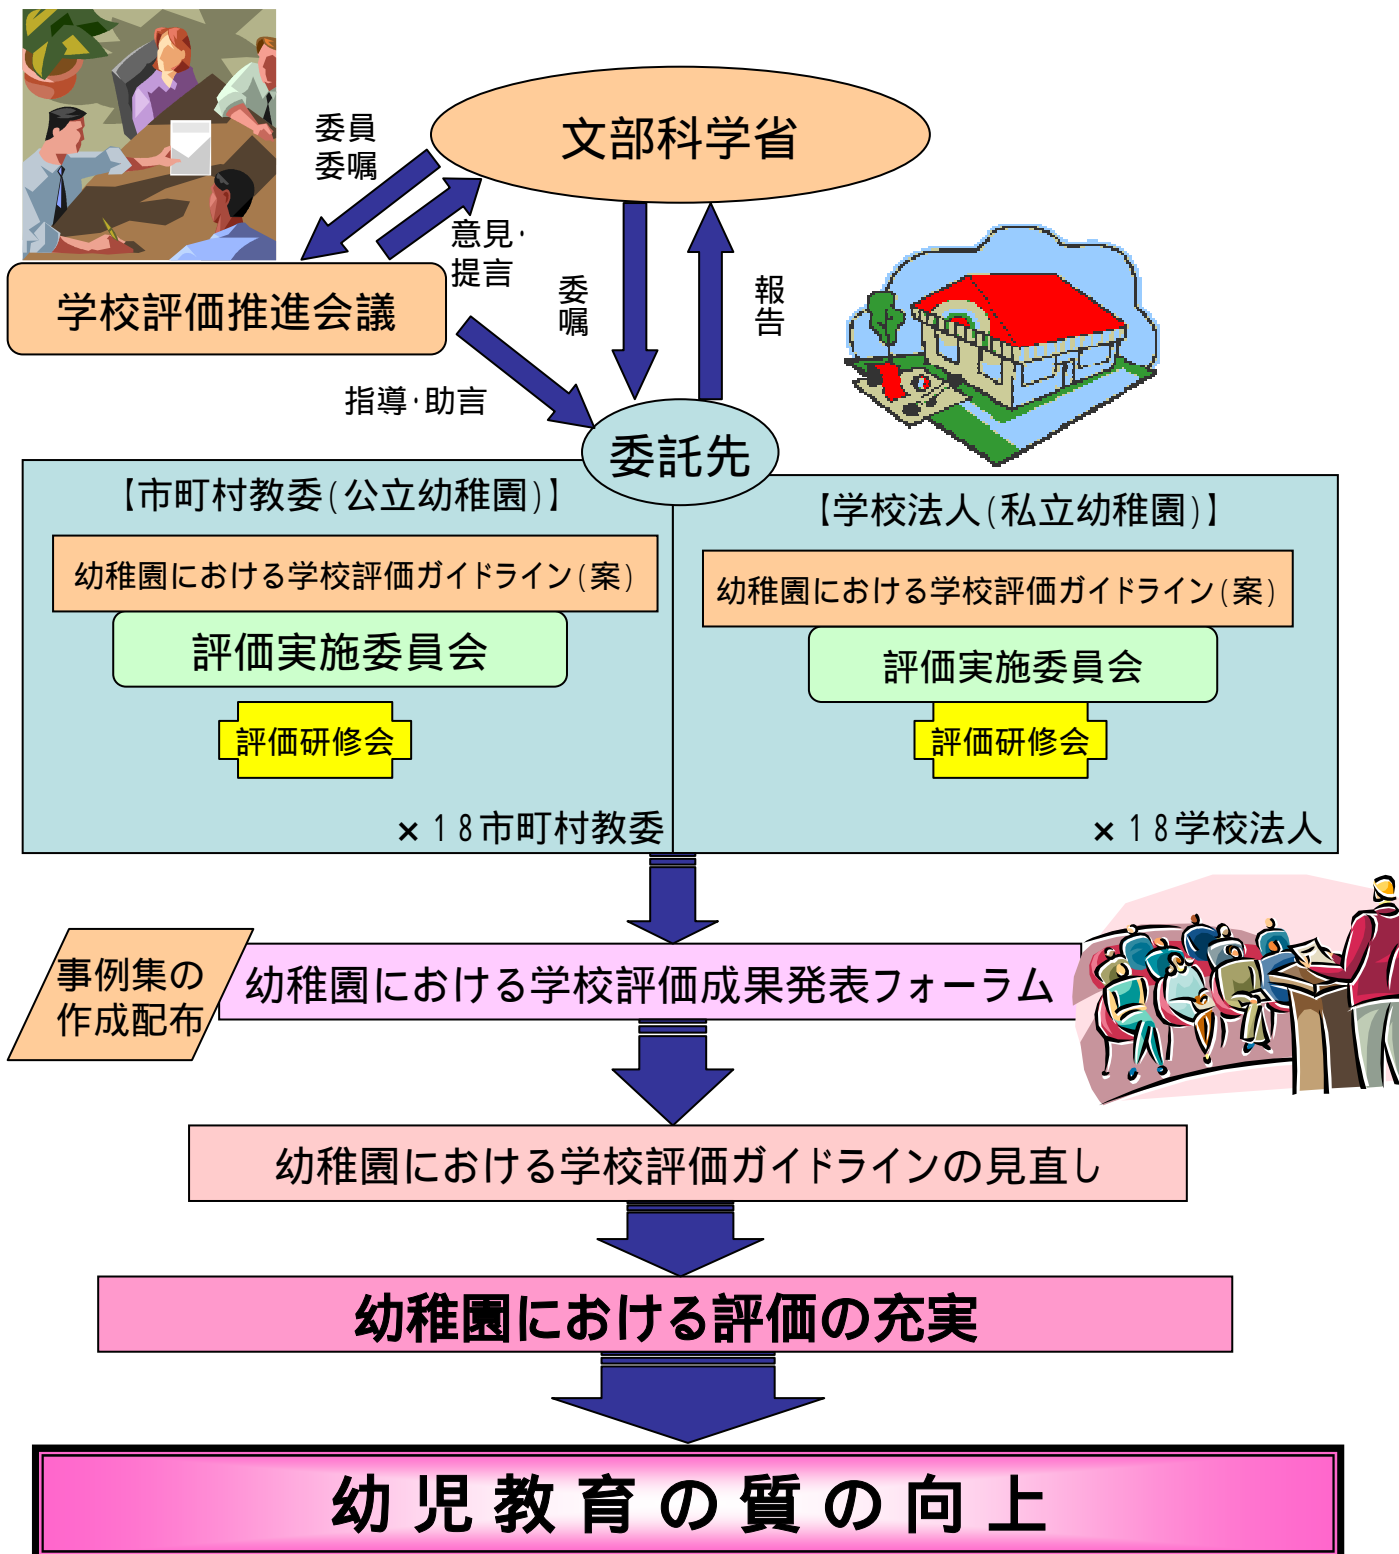 文部科学省
委員
委嘱
意見・
提言
学校評価推進会議
委嘱
報告
指導・助言
委託先
【市町村教委(公立幼稚園)】
幼稚園における学校評価ガイドライン(案)
評価実施委員会
評価研修会
×18市町村教委
【学校法人(私立幼稚園)】
幼稚園における学校評価ガイドライン(案)
評価実施委員会
評価研修会
×18学校法人
事例集の
作成配布
幼稚園における学校評価成果発表フォーラム
幼稚園における学校評価ガイドラインの見直し
幼稚園における評価の充実
幼児教育の質の向上